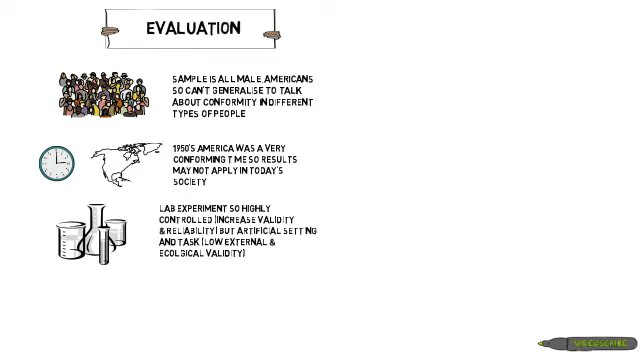 EVALUATION
SAMPLE IS ALL MALE, AMERICANS
SO CAN'T GENERALISE TO TALK
ABOUT CONFORMITY IN DIFFERENT
TYPES OF PEOPLE
1950'S AMERICA WAS A VERY
CONFORMING TIME SO RESULTS
MAY NOT APPLY IN TODAY'S
SOCIETY
LAB EXPERIMENT SO HIGHLY
CONTROLLED (INCREASE VALIDITY
& RELIABILITY) BUT ARTIFICIAL SETTING
AND TASK (LOW EXTERNAL &
ECOLGICAL VALIDITY)
VIDEOSCRIBE